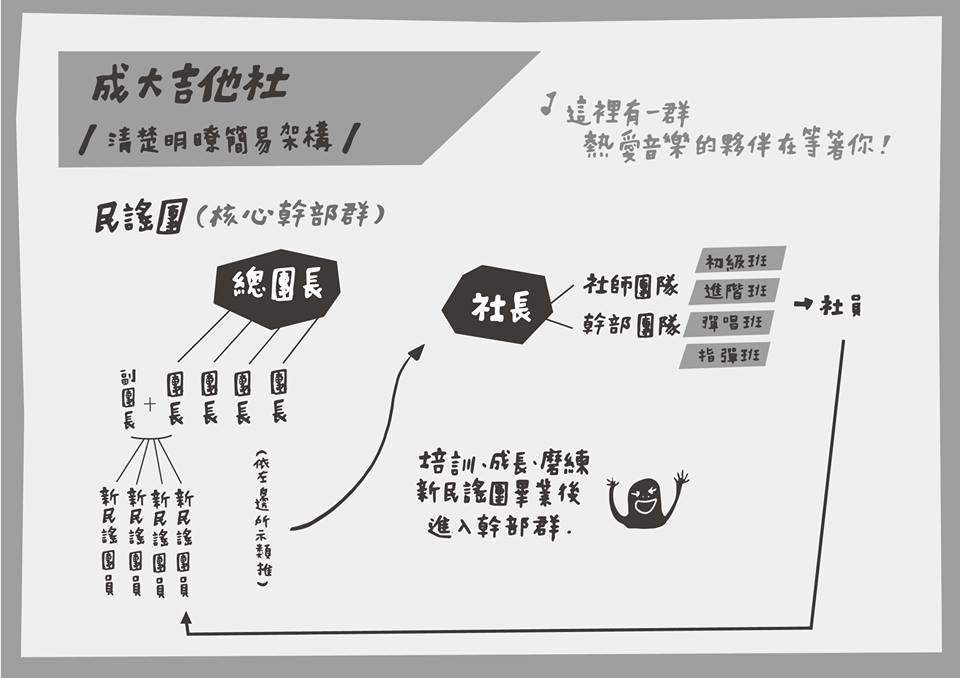 成大吉他社
/ 清楚明瞭簡易架構 /
♪ 這裡有一群
熱愛音樂的夥伴在等著你!
民謠團(核心幹部群)
總團長
副團長
+
團長
團長
團長
團長
新民謠團員
新民謠團員
新民謠團員
新民謠團員
(依左邊所示類推)
社長
社師團隊
幹部團隊
初級班
進階班
彈唱班
指彈班
→社員
培訓、成長、磨練
新民謠團畢業後
進入幹部群.